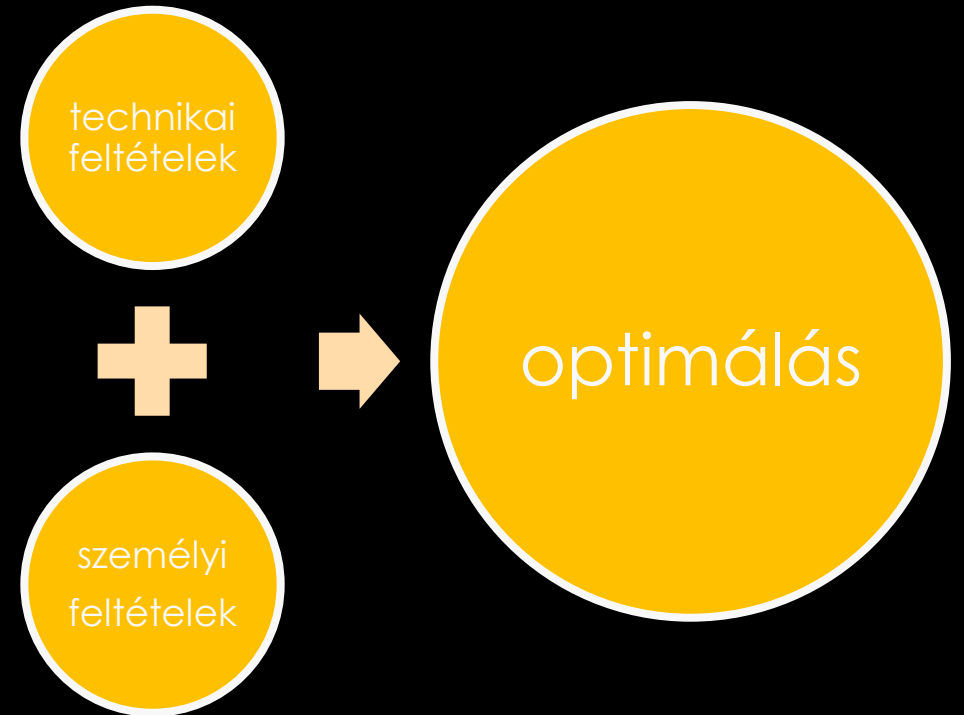 technikai
feltételek
személyi
feltételek
optimálás